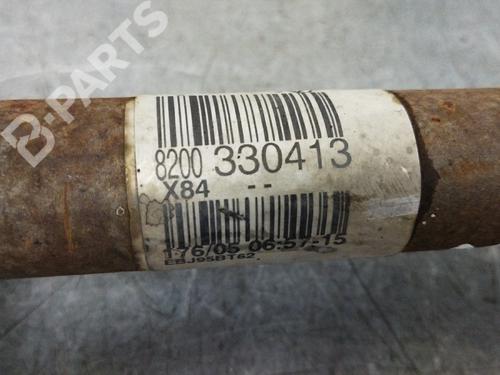 B-PARTS
8200 330413
X84 --
176/05 06:57-15
EBJ95BT62